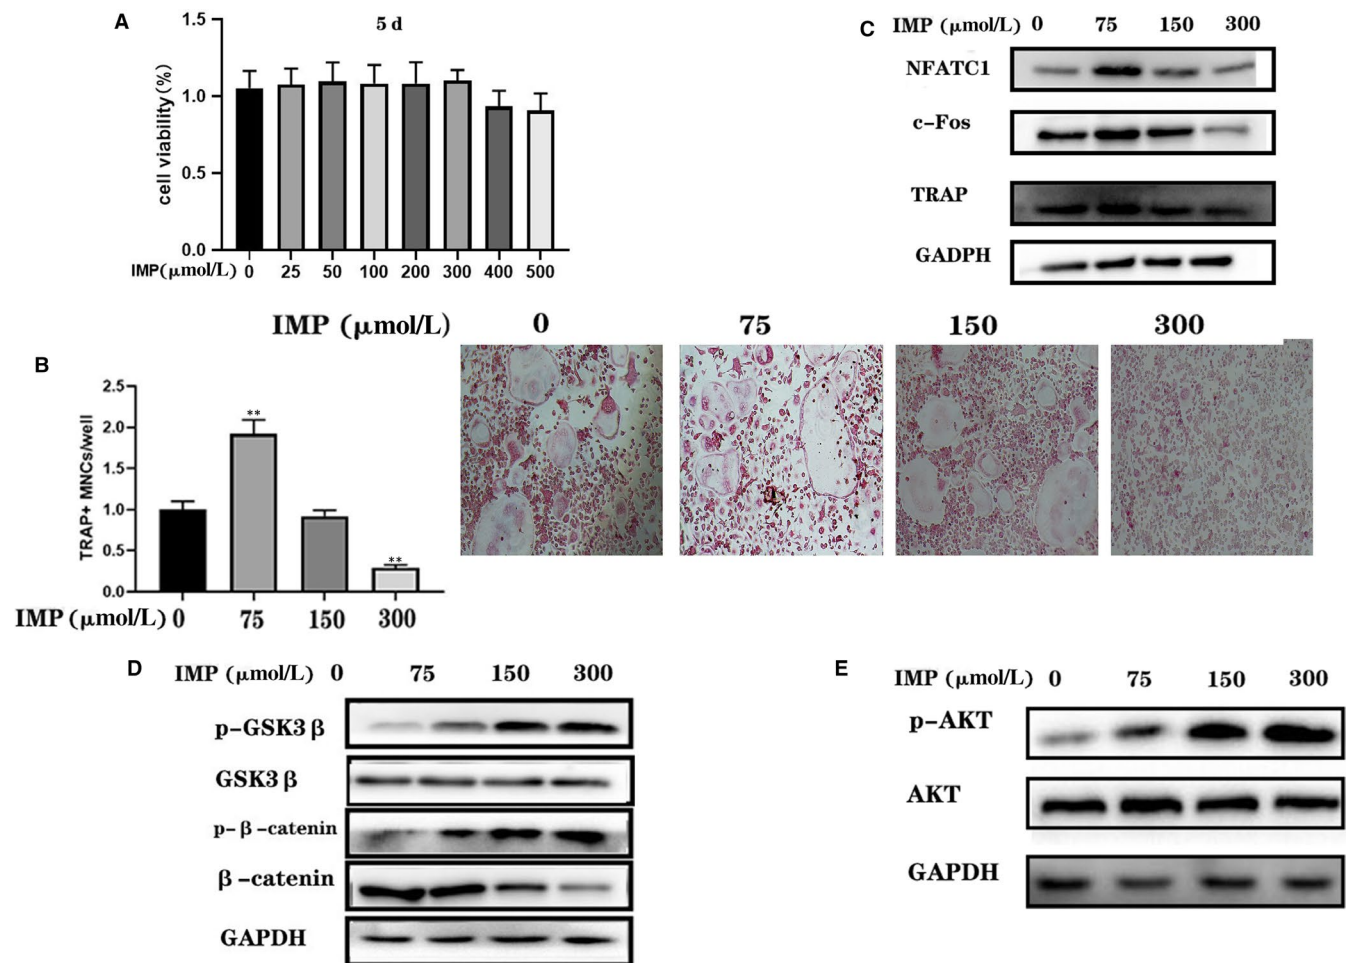 A
5 d
cell viability(%)
1.5
1.0
0.5
0.0
IMP(μmol/L) 0 25 50 100 200 300 400 500
C
IMP (μmol/L) 0 75 150 300
NFATC1
c-Fos
TRAP
GADPH
IMP (μmol/L) 0 75 150 300
B
TRAP+ MNCs/well
2.5
2.0
1.5
1.0
0.5
0.0
**
**
IMP (μmol/L) 0 75 150 300
D
IMP (μmol/L) 0 75 150 300
p-GSK3β
GSK3β
p-β-catenin
β-catenin
GAPDH
E
IMP (μmol/L) 0 75 150 300
p-AKT
AKT
GAPDH